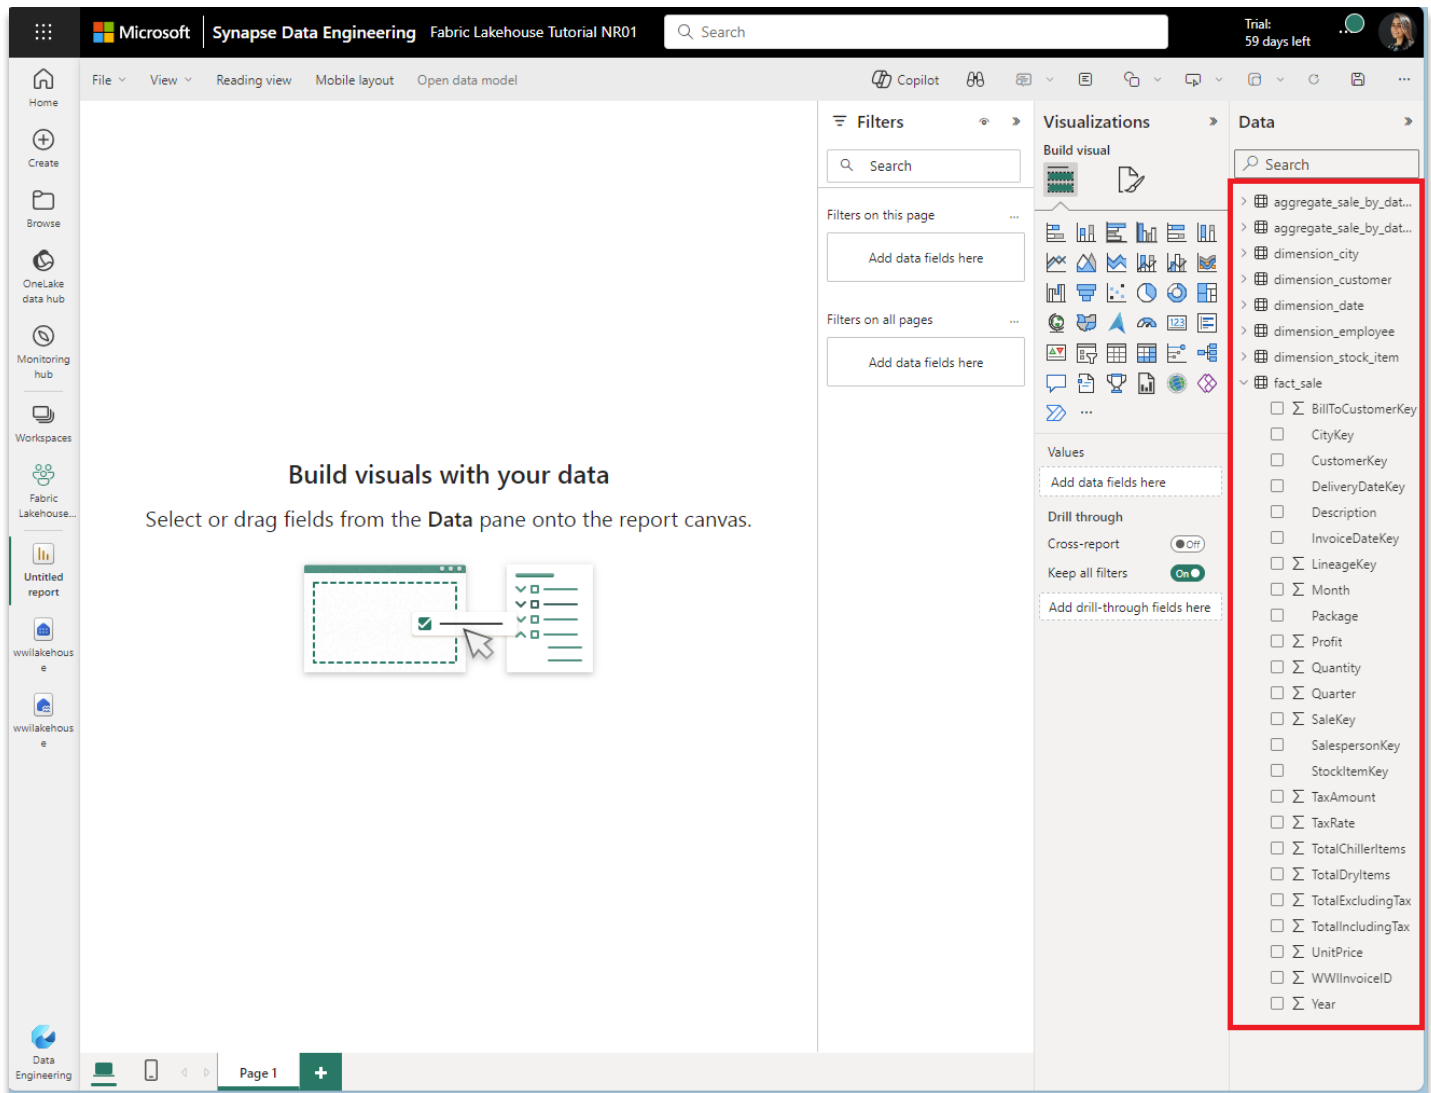 Microsoft Synapse Data Engineering Fabric Lakehouse Tutorial NR01 Search Trial:
59 days left
File View Reading view Mobile layout Open data model Copilot
Home
Create
Browse
OneLake
data hub
Monitoring
hub
Workspaces
Fabric
Lakehouse...
Untitled
report
wwilakehous
e
wwilakehous
e
Data
Engineering
Build visuals with your data
Select or drag fields from the Data pane onto the report canvas.
Page 1
Filters
Search
Filters on this page
Add data fields here
Filters on all pages
Add data fields here
Visualizations
Build visual
123
Values
Add data fields here
Drill through
Cross-report Off
Keep all filters On
Add drill-through fields here
Data
Search
aggregate_sale_by_dat...
aggregate_sale_by_dat...
dimension_city
dimension_customer
dimension_date
dimension_employee
dimension_stock_item
fact_sale
BillToCustomerKey
CityKey
CustomerKey
DeliveryDateKey
Description
InvoiceDateKey
LineageKey
Month
Package
Profit
Quantity
Quarter
SaleKey
SalespersonKey
StockItemKey
TaxAmount
TaxRate
TotalChillerItems
TotalDryItems
TotalExcludingTax
TotalIncludingTax
UnitPrice
WWIInvoiceID
Year